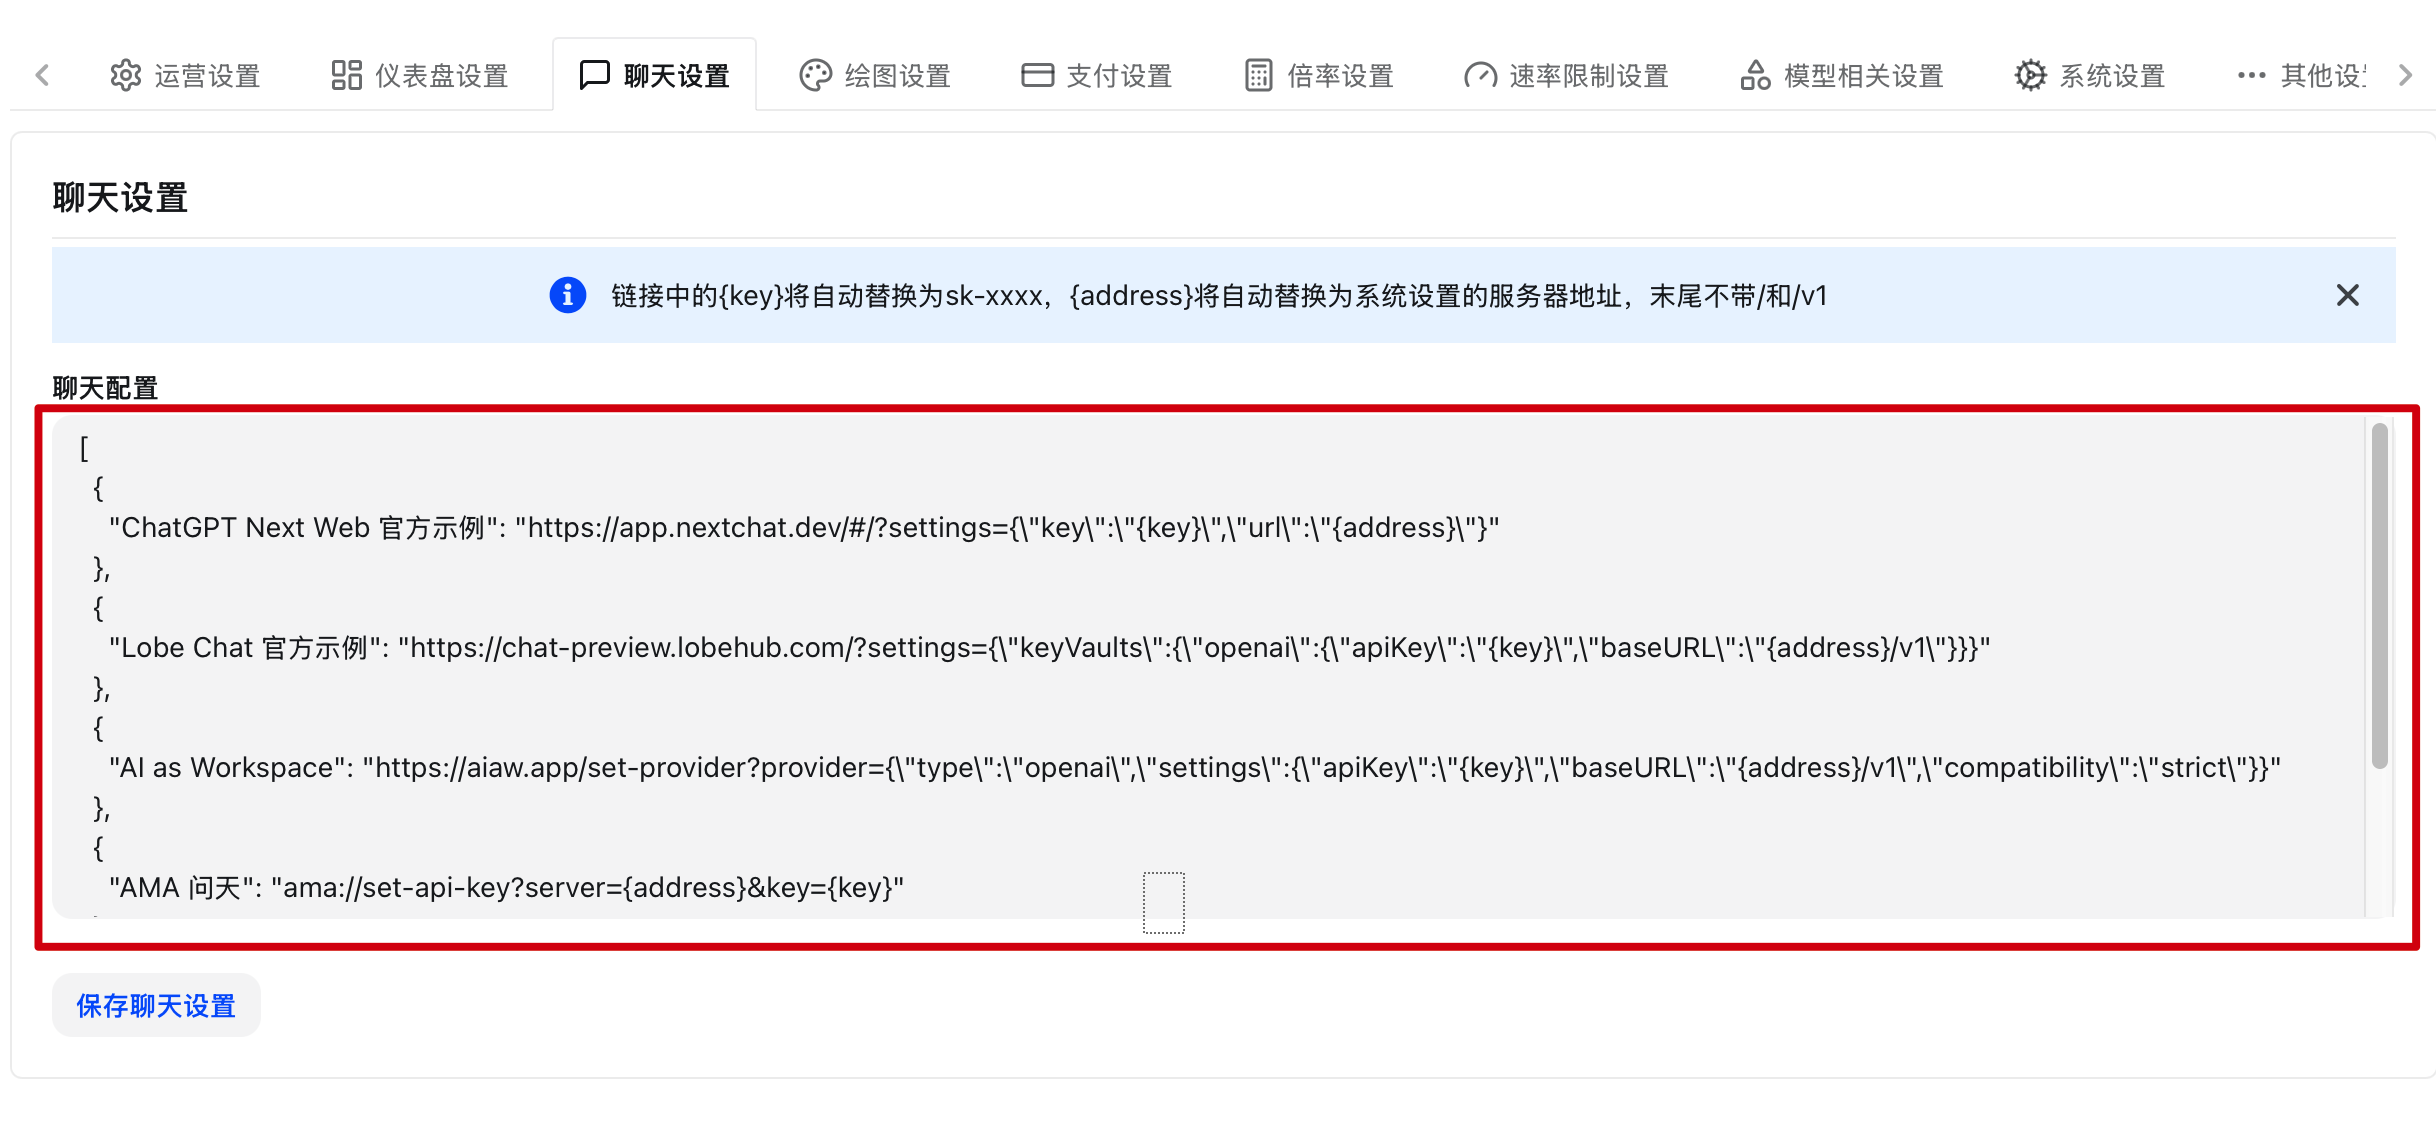 运营设置 仪表盘设置 聊天设置 绘图设置 支付设置 倍率设置 速率限制设置 模型相关设置 系统设置 其他设
聊天设置
链接中的{key}将自动替换为sk-xxxx，{address}将自动替换为系统设置的服务器地址，末尾不带/和/v1
聊天配置
[
{
"ChatGPT Next Web 官方示例": "https://app.nextchat.dev/#/?settings={\"key\":\"{key}\",\"url\":\"{address}\"}"
},
{
"Lobe Chat 官方示例": "https://chat-preview.lobehub.com/?settings={\"keyVaults\":{\"openai\":{\"apiKey\":\"{key}\",\"baseURL\":\"{address}/v1\"}}}"
},
{
"AI as Workspace": "https://aiaw.app/set-provider?provider={\"type\":\"openai\",\"settings\":{\"apiKey\":\"{key}\",\"baseURL\":\"{address}/v1\",\"compatibility\":\"strict\"}}"
},
{
"AMA 问天": "ama://set-api-key?server={address}&key={key}"
保存聊天设置